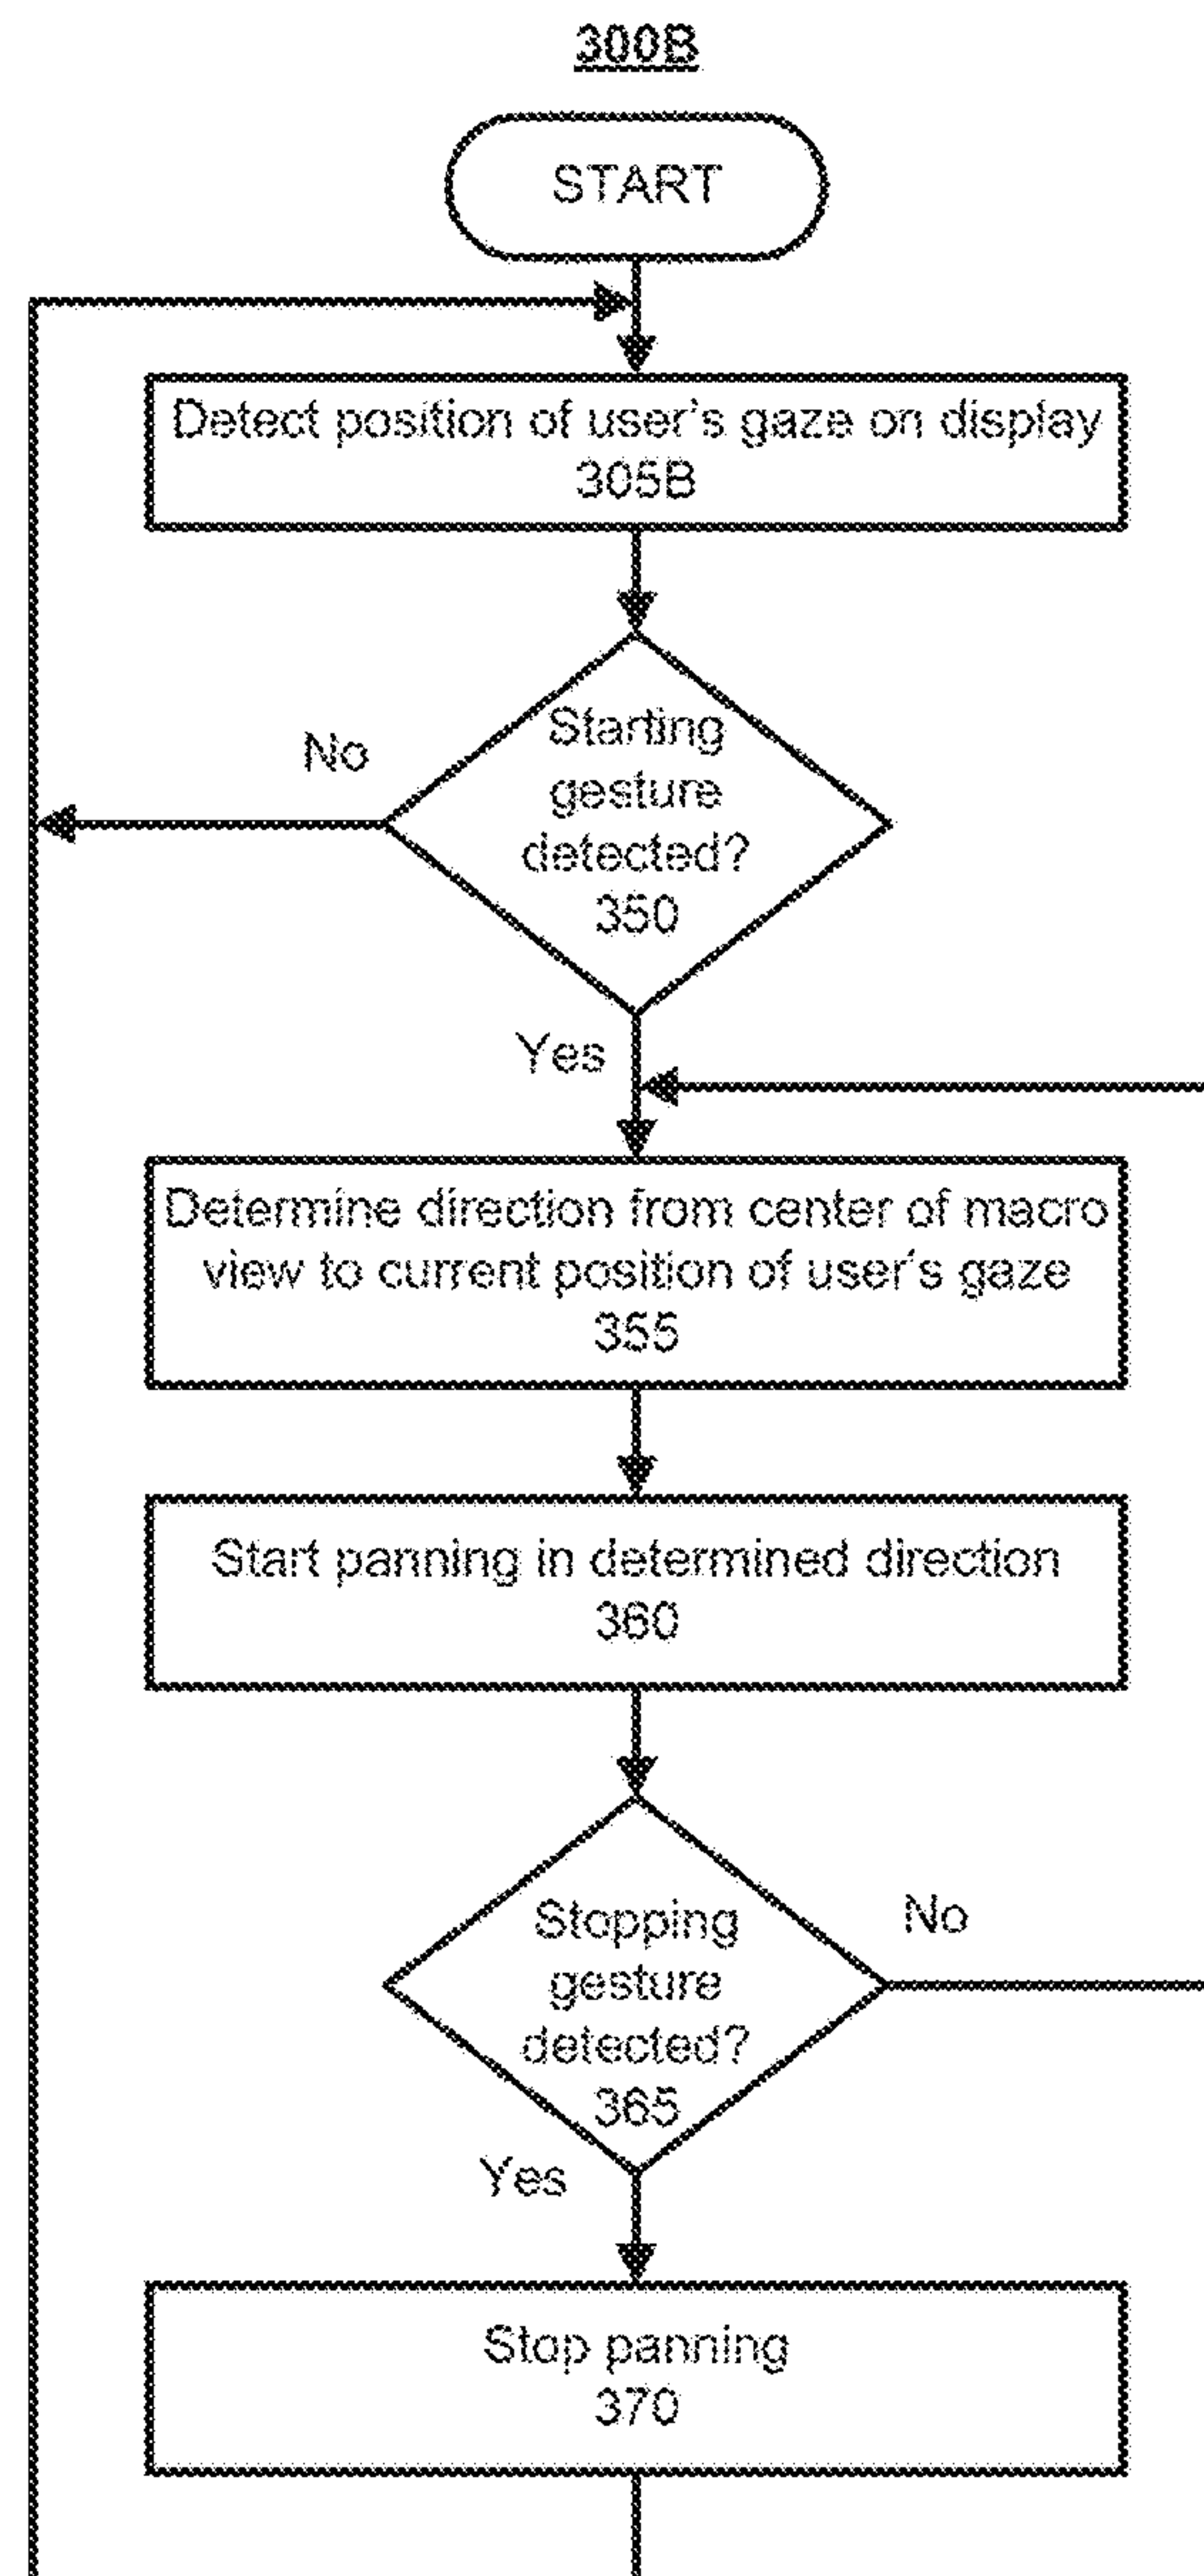 300B
START
Detect position of user's gaze on display
305B
No
Starting
gesture
detected?
350
Yes
Determine direction from center of macro
view to current position of user's gaze
355
Start panning in determined direction
360
No
Stopping
gesture
detected?
365
Yes
Stop panning
370